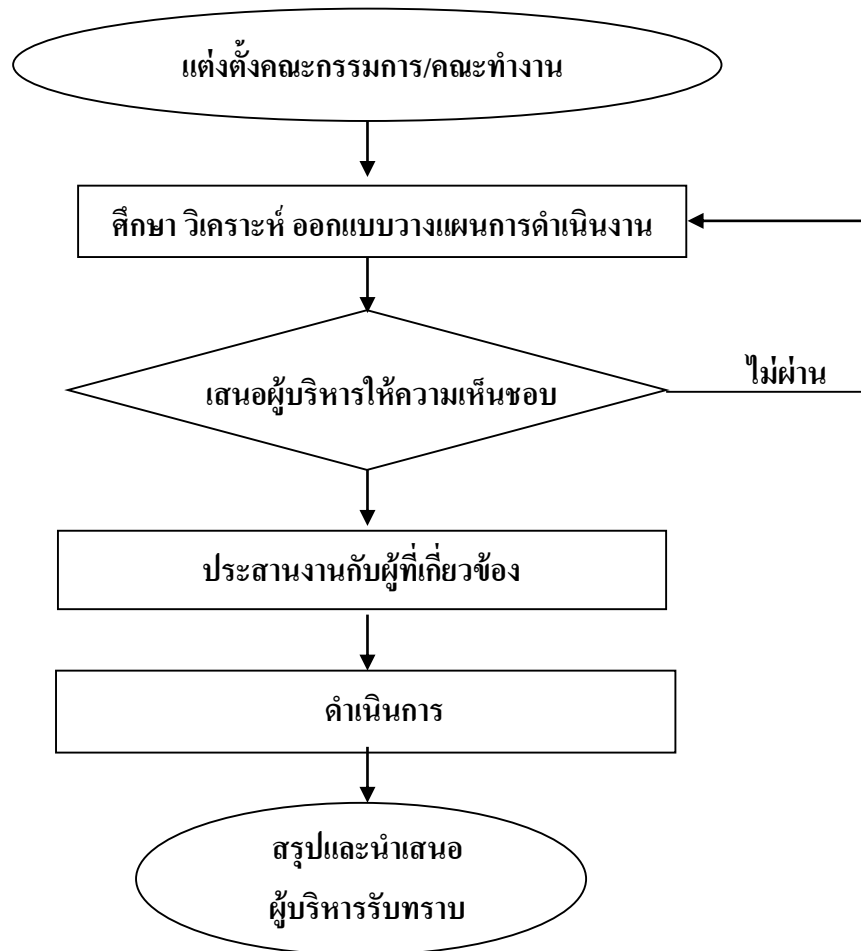 แต่งตั้งคณะกรรมการ/คณะทำงาน
ศึกษา วิเคราะห์ ออกแบบวางแผนการดำเนินงาน
ไม่ผ่าน
เสนอผู้บริหารให้ความเห็นชอบ
ประสานงานกับผู้ที่เกี่ยวข้อง
ดำเนินการ
สรุปและนำเสนอ
ผู้บริหารรับทราบ